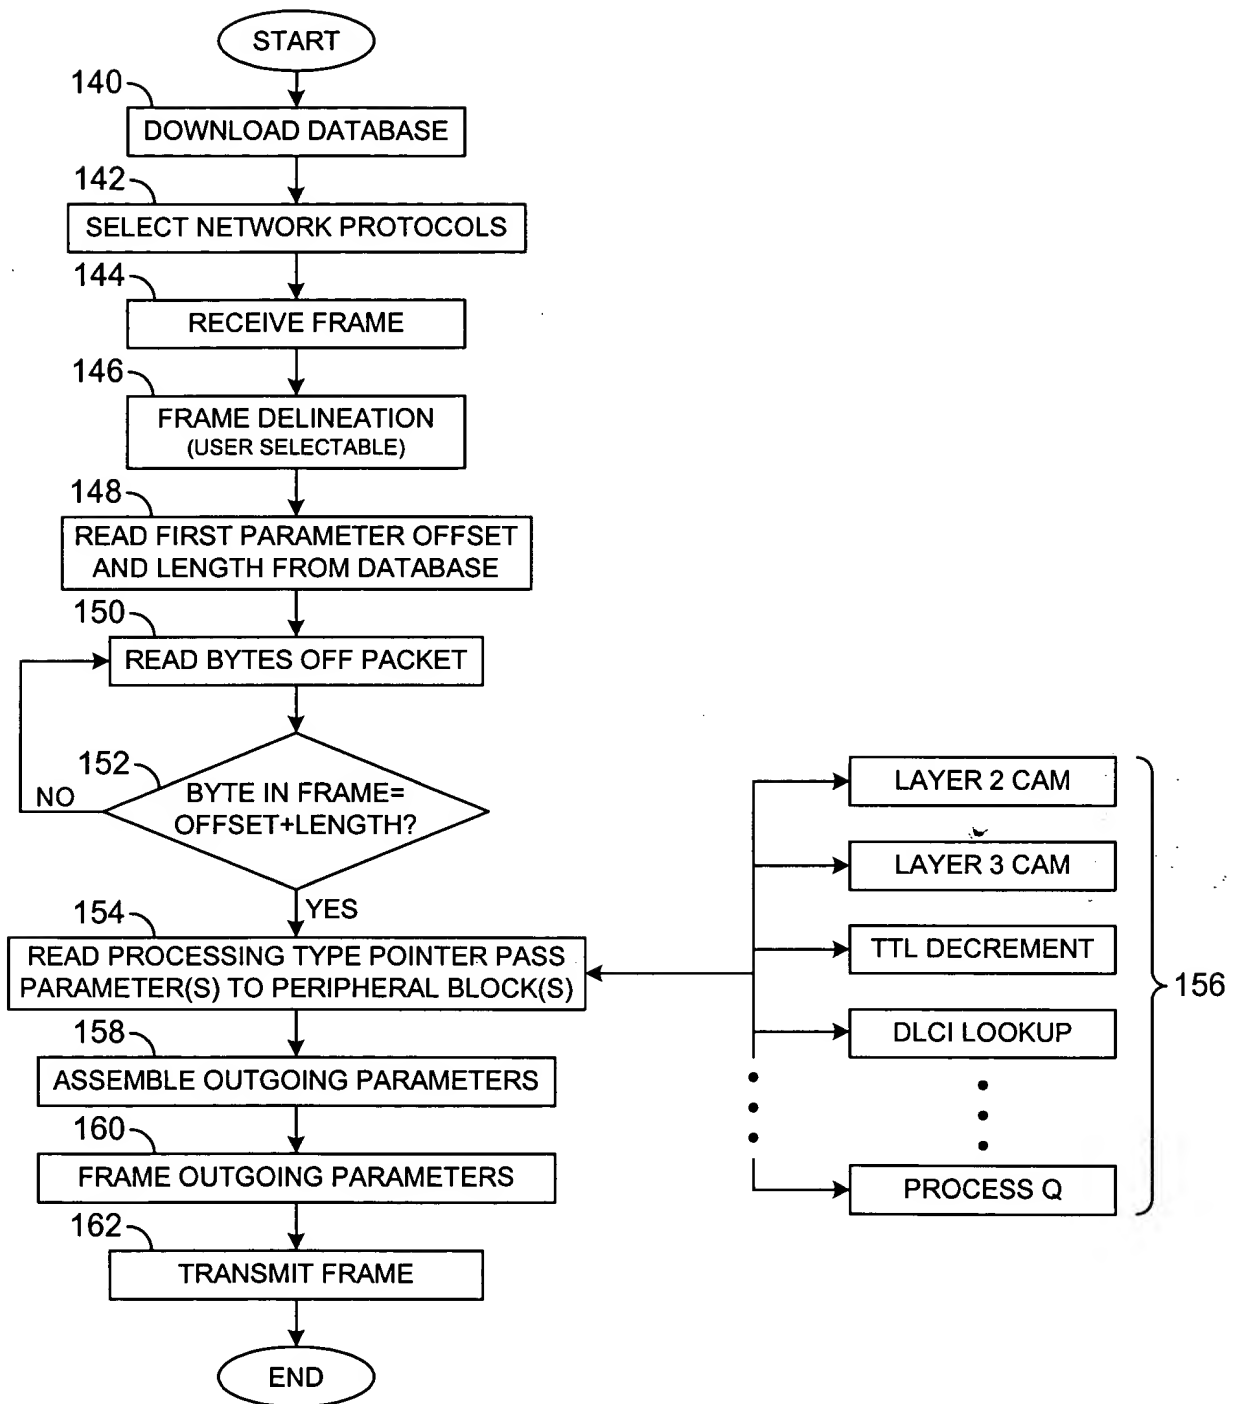 START
140
DOWNLOAD DATABASE
142
SELECT NETWORK PROTOCOLS
144
RECEIVE FRAME
146
FRAME DELINEATION
(USER SELECTABLE)
148
READ FIRST PARAMETER OFFSET
AND LENGTH FROM DATABASE
150
READ BYTES OFF PACKET
152
BYTE IN FRAME=
OFFSET+LENGTH?
NO
YES
154
READ PROCESSING TYPE POINTER PASS
PARAMETER(S) TO PERIPHERAL BLOCK(S)
158
ASSEMBLE OUTGOING PARAMETERS
160
FRAME OUTGOING PARAMETERS
162
TRANSMIT FRAME
END
LAYER 2 CAM
LAYER 3 CAM
TTL DECREMENT
DLCI LOOKUP
PROCESS Q
156